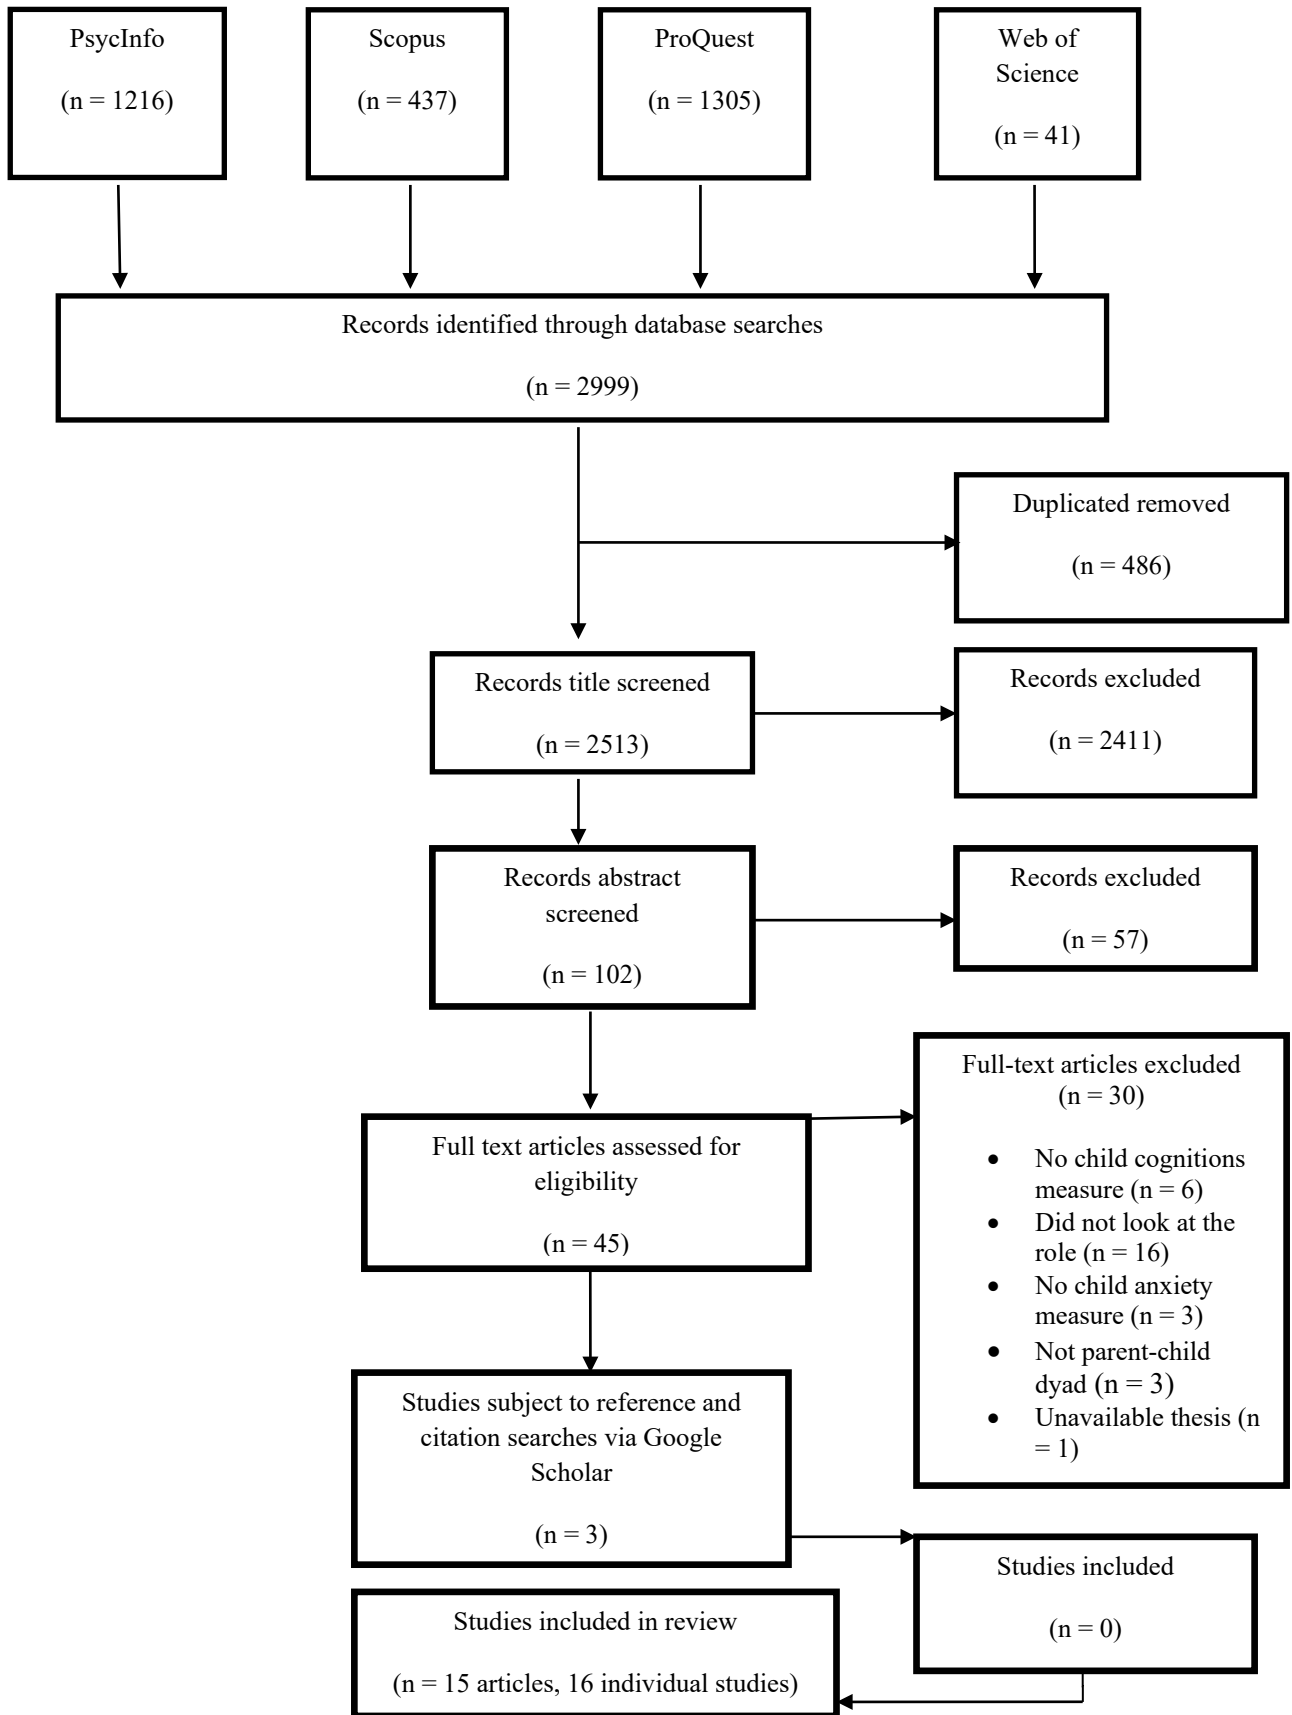 PsycInfo
(n = 1216)
Scopus
(n = 437)
ProQuest
(n = 1305)
Web of
Science
(n = 41)
Records identified through database searches
(n = 2999)
Duplicated removed
(n = 486)
Records title screened
(n = 2513)
Records excluded
(n = 2411)
Records abstract
screened
(n = 102)
Records excluded
(n = 57)
Full text articles assessed for
eligibility
(n = 45)
Full-text articles excluded
(n = 30)
• No child cognitions
measure (n = 6)
• Did not look at the
role (n = 16)
• No child anxiety
measure (n = 3)
• Not parent-child
dyad (n = 3)
• Unavailable thesis (n
= 1)
Studies subject to reference and
citation searches via Google
Scholar
(n = 3)
Studies included
(n = 0)
Studies included in review
(n = 15 articles, 16 individual studies)